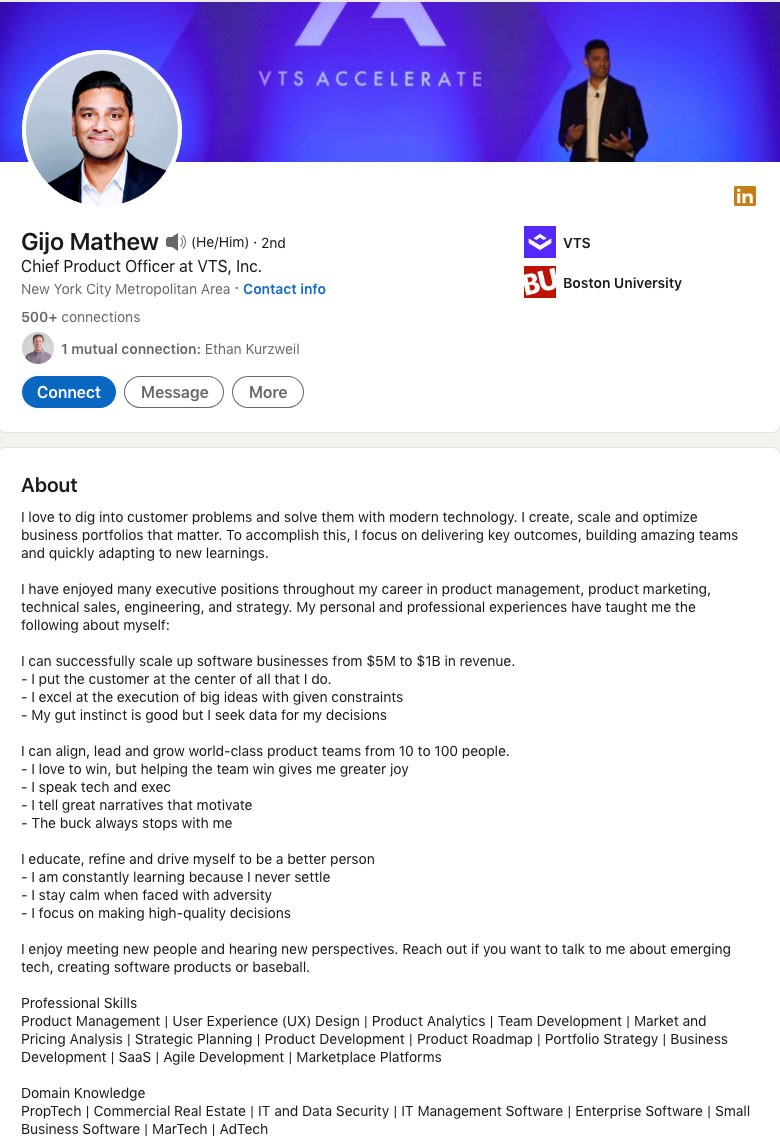 VTS ACCELERATE
in
Gijo Mathew (He/Him) · 2nd
Chief Product Officer at VTS, Inc.
New York City Metropolitan Area · Contact info
500+ connections
1 mutual connection: Ethan Kurzweil
Connect
Message
More
VTS
BU
Boston University
About
I love to dig into customer problems and solve them with modern technology. I create, scale and optimize
business portfolios that matter. To accomplish this, I focus on delivering key outcomes, building amazing teams
and quickly adapting to new learnings.
I have enjoyed many executive positions throughout my career in product management, product marketing,
technical sales, engineering, and strategy. My personal and professional experiences have taught me the
following about myself:
I can successfully scale up software businesses from $5M to $1B in revenue.
- I put the customer at the center of all that I do.
- I excel at the execution of big ideas with given constraints
- My gut instinct is good but I seek data for my decisions
I can align, lead and grow world-class product teams from 10 to 100 people.
- I love to win, but helping the team win gives me greater joy
- I speak tech and exec
- I tell great narratives that motivate
- The buck always stops with me
I educate, refine and drive myself to be a better person
- I am constantly learning because I never settle
- I stay calm when faced with adversity
- I focus on making high-quality decisions
I enjoy meeting new people and hearing new perspectives. Reach out if you want to talk to me about emerging
tech, creating software products or baseball.
Professional Skills
Product Management | User Experience (UX) Design | Product Analytics | Team Development | Market and
Pricing Analysis | Strategic Planning | Product Development | Product Roadmap | Portfolio Strategy | Business
Development | SaaS | Agile Development | Marketplace Platforms
Domain Knowledge
PropTech | Commercial Real Estate | IT and Data Security | IT Management Software | Enterprise Software | Small
Business Software | MarTech | AdTech